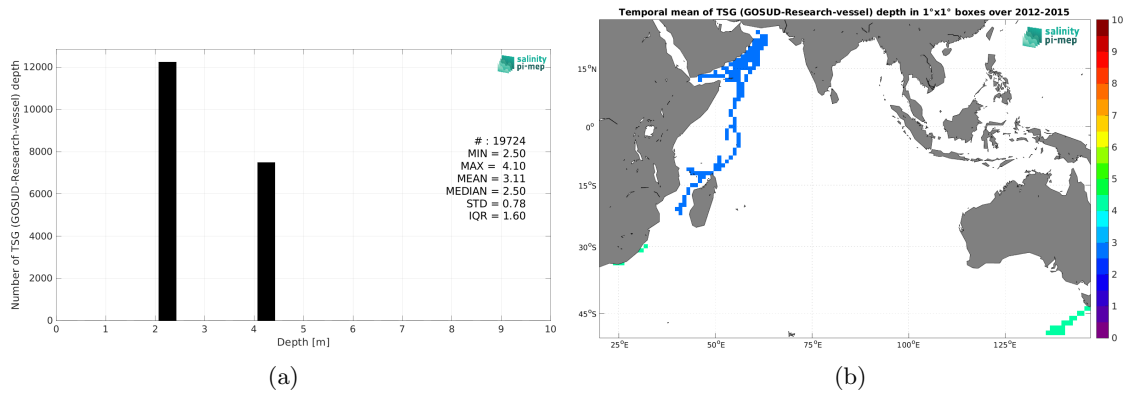 Number of TSG (GOSUD-Research-vessel) depth
12000
10000
8000
6000
4000
2000
0
salinity
pi-mep
# : 19724
MIN = 2.50
MAX = 4.10
MEAN = 3.11
MEDIAN = 2.50
STD = 0.78
IQR = 1.60
0 1 2 3 4 5 6 7 8 9 10
Depth [m]
(a)
Temporal mean of TSG (GOSUD-Research-vessel) depth in 1°x1° boxes over 2012-2015
salinity
pi-mep
15°N
0°
15°S
30°S
45°S
25°E 50°E 75°E 100°E 125°E
10
9
8
7
6
5
4
3
2
1
0
(b)